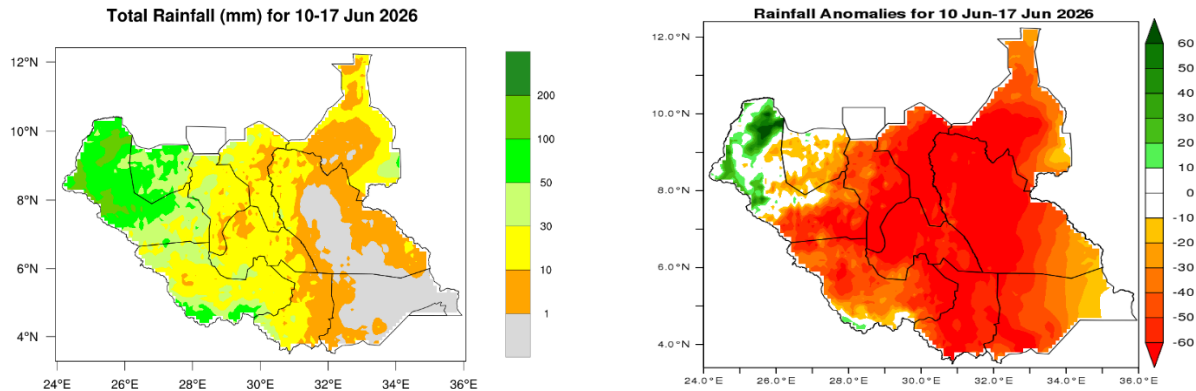 Total Rainfall (mm) for 10-17 Jun 2026
12°N
10°N
8°N
6°N
4°N
24°E 26°E 28°E 30°E 32°E 34°E 36°E
200
100
50
30
10
1
Rainfall Anomalies for 10 Jun-17 Jun 2026
12.0°N
10.0°N
8.0°N
6.0°N
4.0°N
24.0°E 26.0°E 28.0°E 30.0°E 32.0°E 34.0°E 36.0°E
60
50
40
30
20
10
0
-10
-20
-30
-40
-50
-60